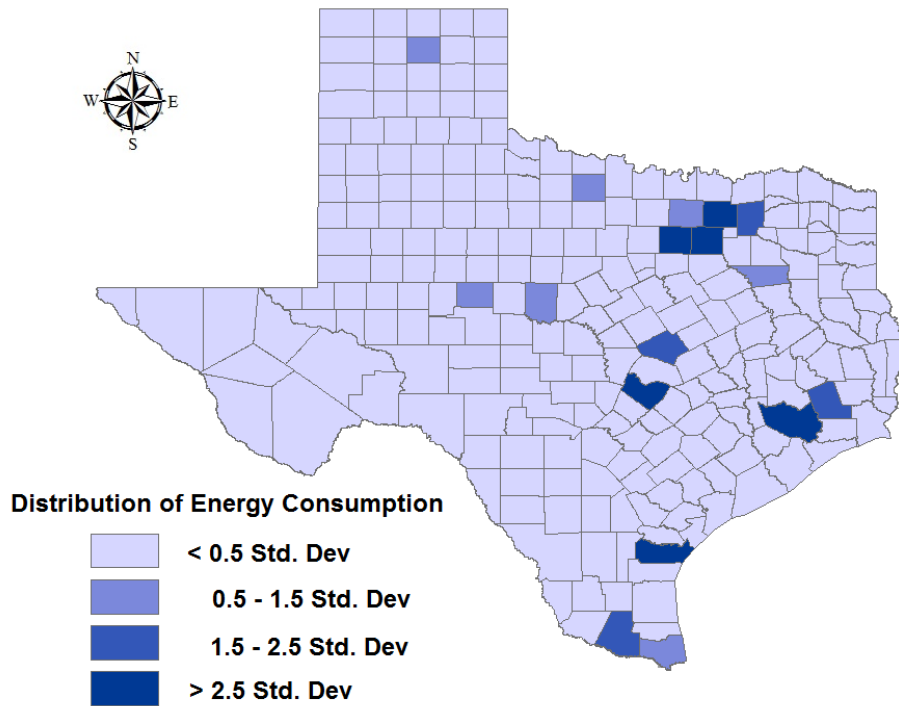 N
W E
S
Distribution of Energy Consumption
< 0.5 Std. Dev
0.5 - 1.5 Std. Dev
1.5 - 2.5 Std. Dev
> 2.5 Std. Dev